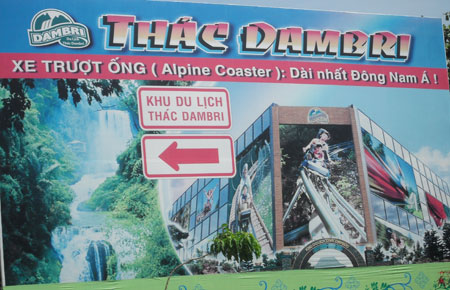 DAMBRI
THÁC DAMBRI
XE TRƯỢT ỐNG ( Alpine Coaster ): Dài nhất Đông Nam Á !
KHU DU LỊCH
THÁC DAMBRI